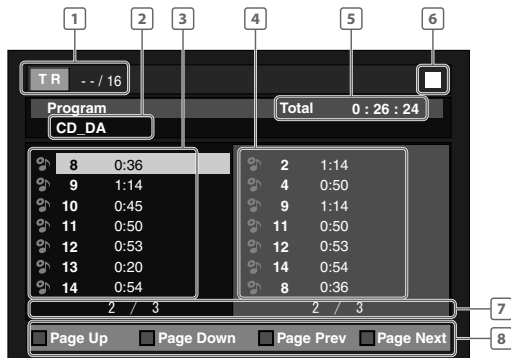 1 2 3 4 5 6
TR --/16
Program Total 0:26:24
CD_DA
8 0:36 2 1:14
9 1:14 4 0:50
10 0:45 9 1:14
11 0:50 11 0:50
12 0:53 12 0:53
13 0:20 14 0:54
14 0:54 8 0:36
2 / 3 2 / 3 7
Page Up Page Down Page Prev Page Next 8